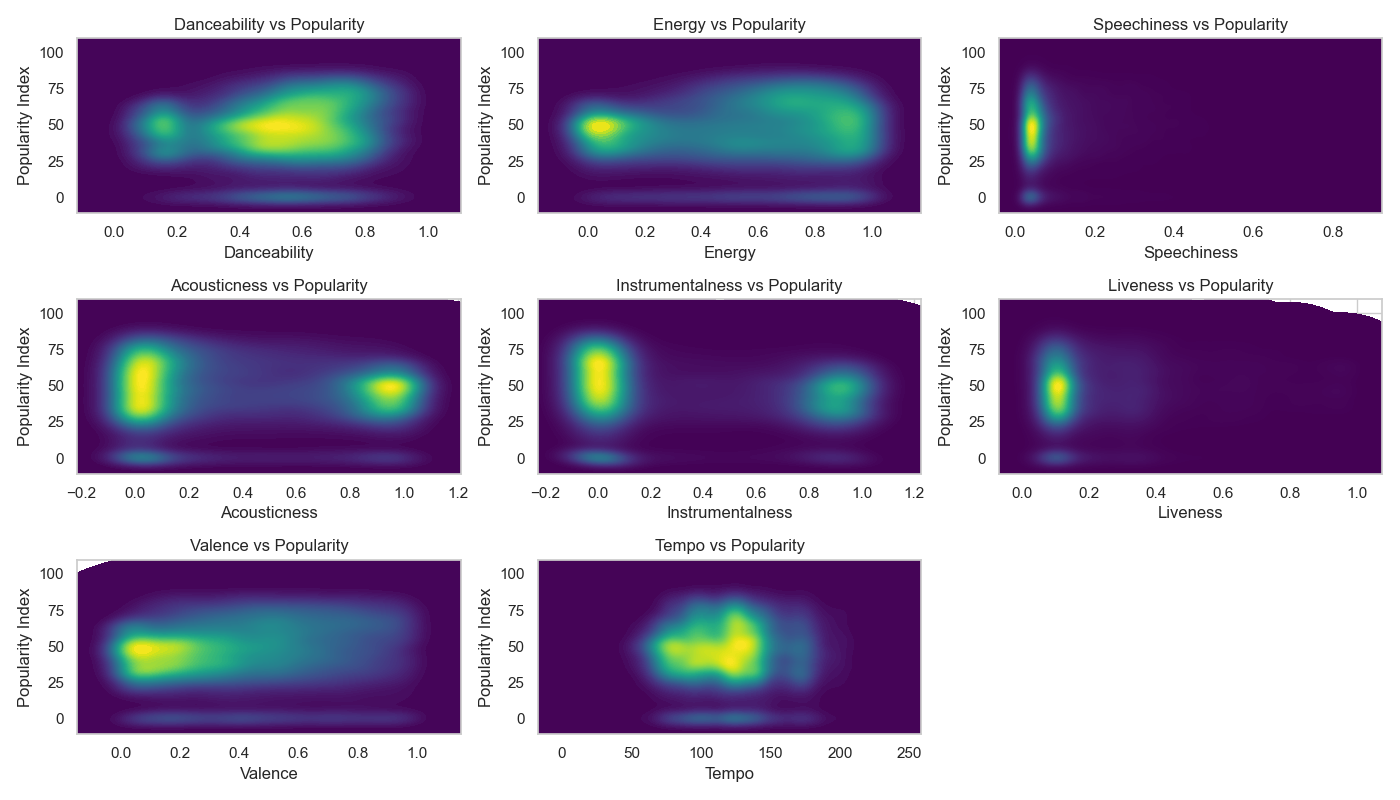 Danceability vs Popularity
Energy vs Popularity
Speechiness vs Popularity
Popularity Index
100
75
50
25
0
0.0 0.2 0.4 0.6 0.8 1.0
Danceability
Popularity Index
100
75
50
25
0
0.0 0.2 0.4 0.6 0.8 1.0
Energy
Popularity Index
100
75
50
25
0
0.0 0.2 0.4 0.6 0.8
Speechiness
Acousticness vs Popularity
Instrumentalness vs Popularity
Liveness vs Popularity
Popularity Index
100
75
50
25
0
−0.2 0.0 0.2 0.4 0.6 0.8 1.0 1.2
Acousticness
Popularity Index
100
75
50
25
0
−0.2 0.0 0.2 0.4 0.6 0.8 1.0 1.2
Instrumentalness
Popularity Index
100
75
50
25
0
0.0 0.2 0.4 0.6 0.8 1.0
Liveness
Valence vs Popularity
Tempo vs Popularity
Popularity Index
100
75
50
25
0
0.0 0.2 0.4 0.6 0.8 1.0
Valence
Popularity Index
100
75
50
25
0
0 50 100 150 200 250
Tempo